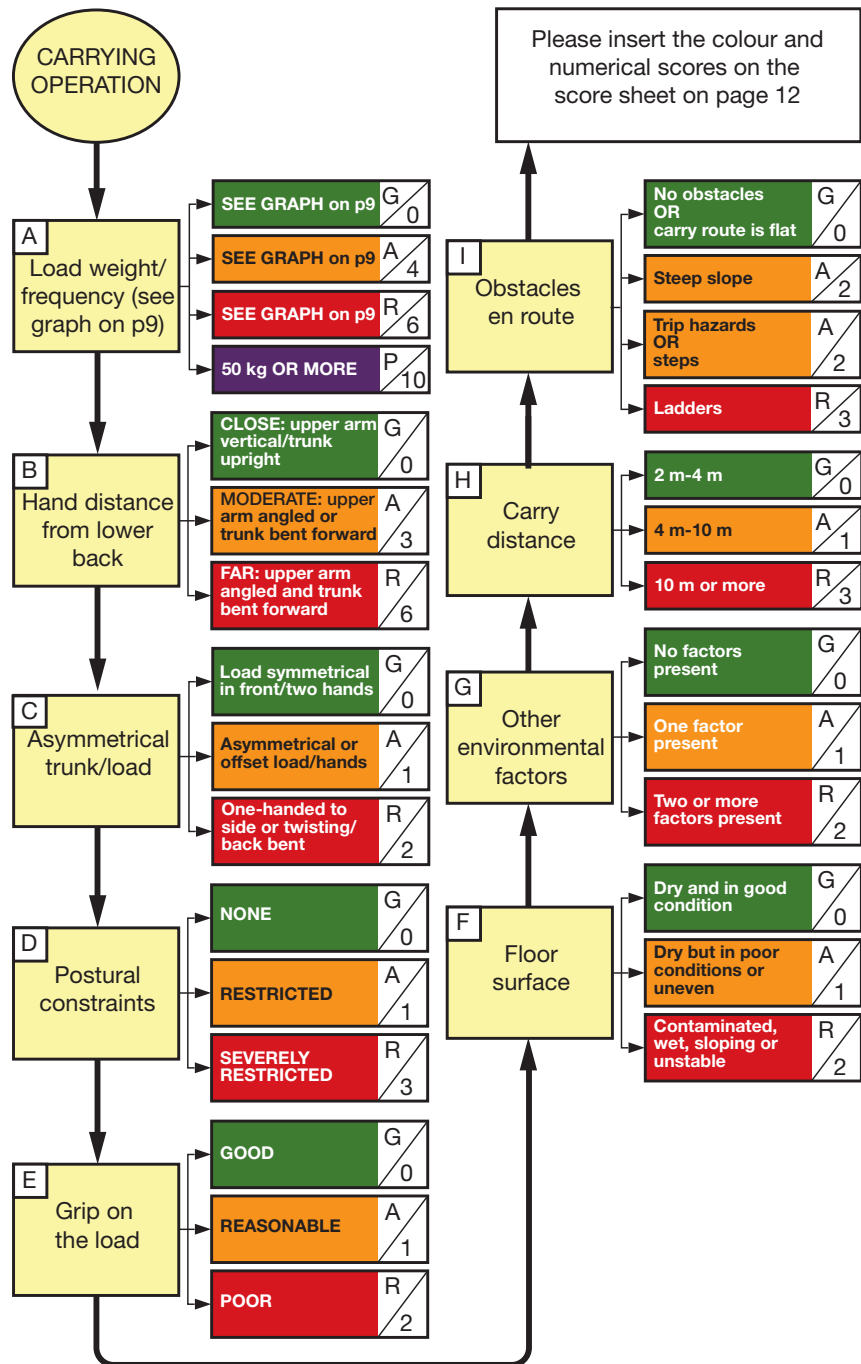 CARRYING
OPERATION
A
Load weight/
frequency (see
graph on p9)
SEE GRAPH on p9
G
0
SEE GRAPH on p9
A
4
SEE GRAPH on p9
R
6
50 kg OR MORE
P
10
B
Hand distance
from lower
back
CLOSE: upper arm
vertical/trunk
upright
G
0
MODERATE: upper
arm angled or
trunk bent forward
A
3
FAR: upper arm
angled and trunk
bent forward
R
6
C
Asymmetrical
trunk/load
Load symmetrical
in front/two hands
G
0
Asymmetrical or
offset load/hands
A
1
One-handed to
side or twisting/
back bent
R
2
D
Postural
constraints
NONE
G
0
RESTRICTED
A
1
SEVERELY
RESTRICTED
R
3
E
Grip on
the load
GOOD
G
0
REASONABLE
A
1
POOR
R
2
F
Floor
surface
Dry and in good
condition
G
0
Dry but in poor
conditions or
uneven
A
1
Contaminated,
wet, sloping or
unstable
R
2
G
Other
environmental
factors
No factors
present
G
0
One factor
present
A
1
Two or more
factors present
R
2
H
Carry
distance
2 m-4 m
G
0
4 m-10 m
A
1
10 m or more
R
3
I
Obstacles
en route
No obstacles
OR
carry route is flat
G
0
Steep slope
A
2
Trip hazards
OR
steps
A
2
Ladders
R
3
Please insert the colour and
numerical scores on the
score sheet on page 12